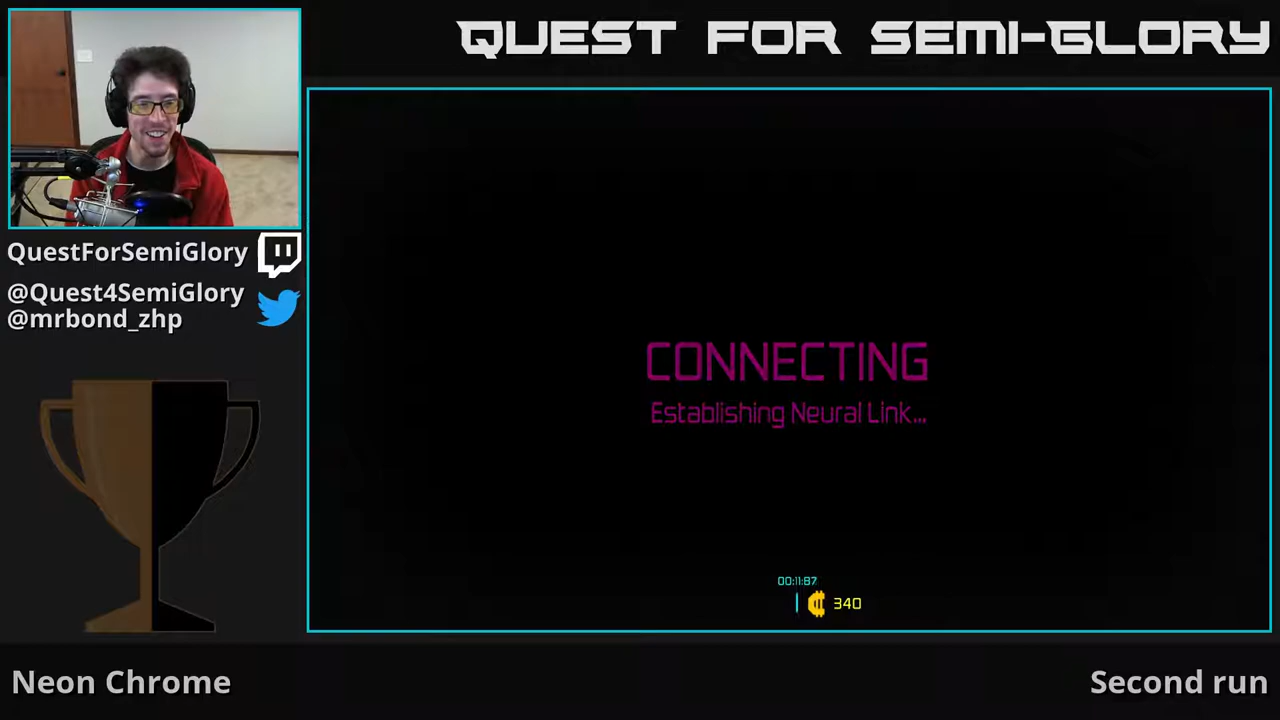 QUEST FOR SEMI-GLORY
QuestForSemiGlory
@Quest4SemiGlory
@mrbond_zhp
CONNECTING
Establishing Neural Link...
00:11:87
340
Neon Chrome
Second run